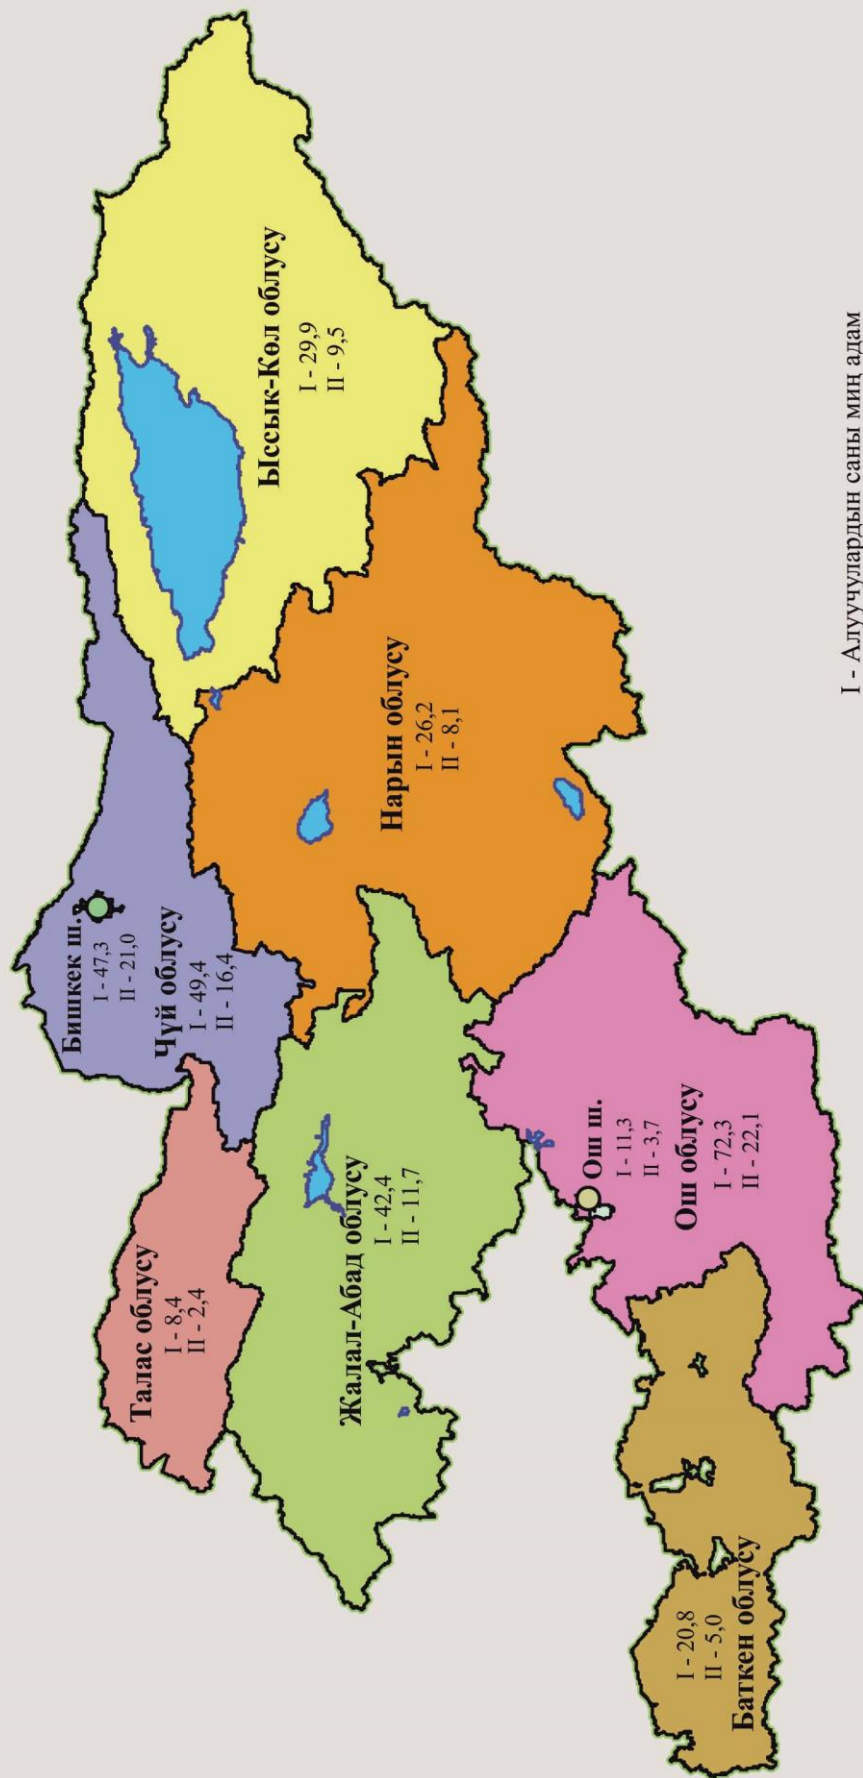 Бишкек ш.
I - 47,3
II - 21,0
Чүй облусу
I - 49,4
II - 16,4
Талас облусу
I - 8,4
II - 2,4
Ыссык-Көл облусу
I - 29,9
II - 9,5
Нарын облусу
I - 26,2
II - 8,1
Жалал-Абад облусу
I - 42,4
II - 11,7
Ош ш.
I - 11,3
II - 3,7
Ош облусу
I - 72,3
II - 22,1
I - 20,8
II - 5,0
Баткен облусу
I - Алуучулардын саны миң адам